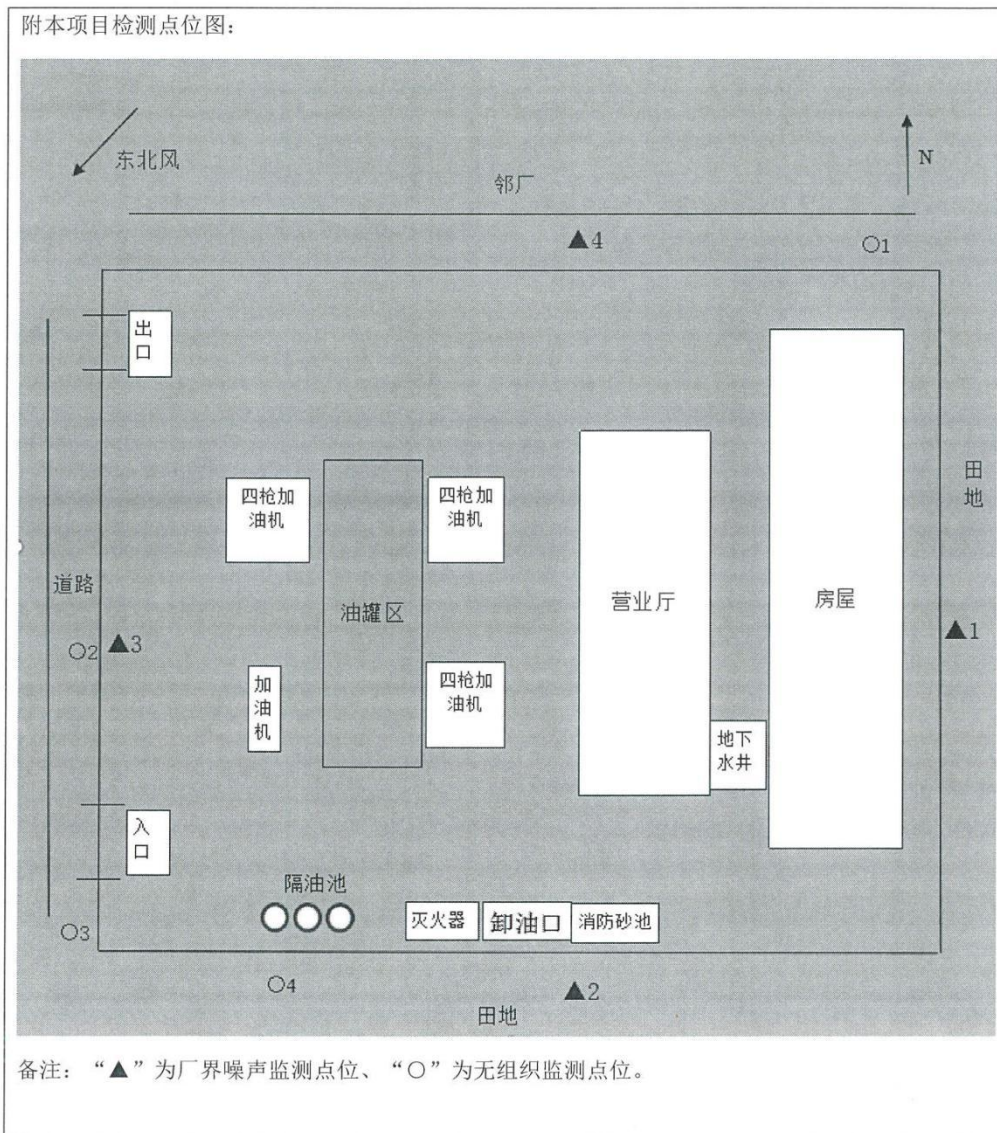 附本项目检测点位图：
东北风
N
邻厂
▲4
○1
出
口
四枪加
油机
四枪加
油机
田
地
道路
油罐区
营业厅
房屋
○2
▲3
▲1
加
油
机
四枪加
油机
地下
水井
入
口
隔油池
○3
灭火器
卸油口
消防砂池
○4
▲2
田地
备注：“▲”为厂界噪声监测点位、“○”为无组织监测点位。